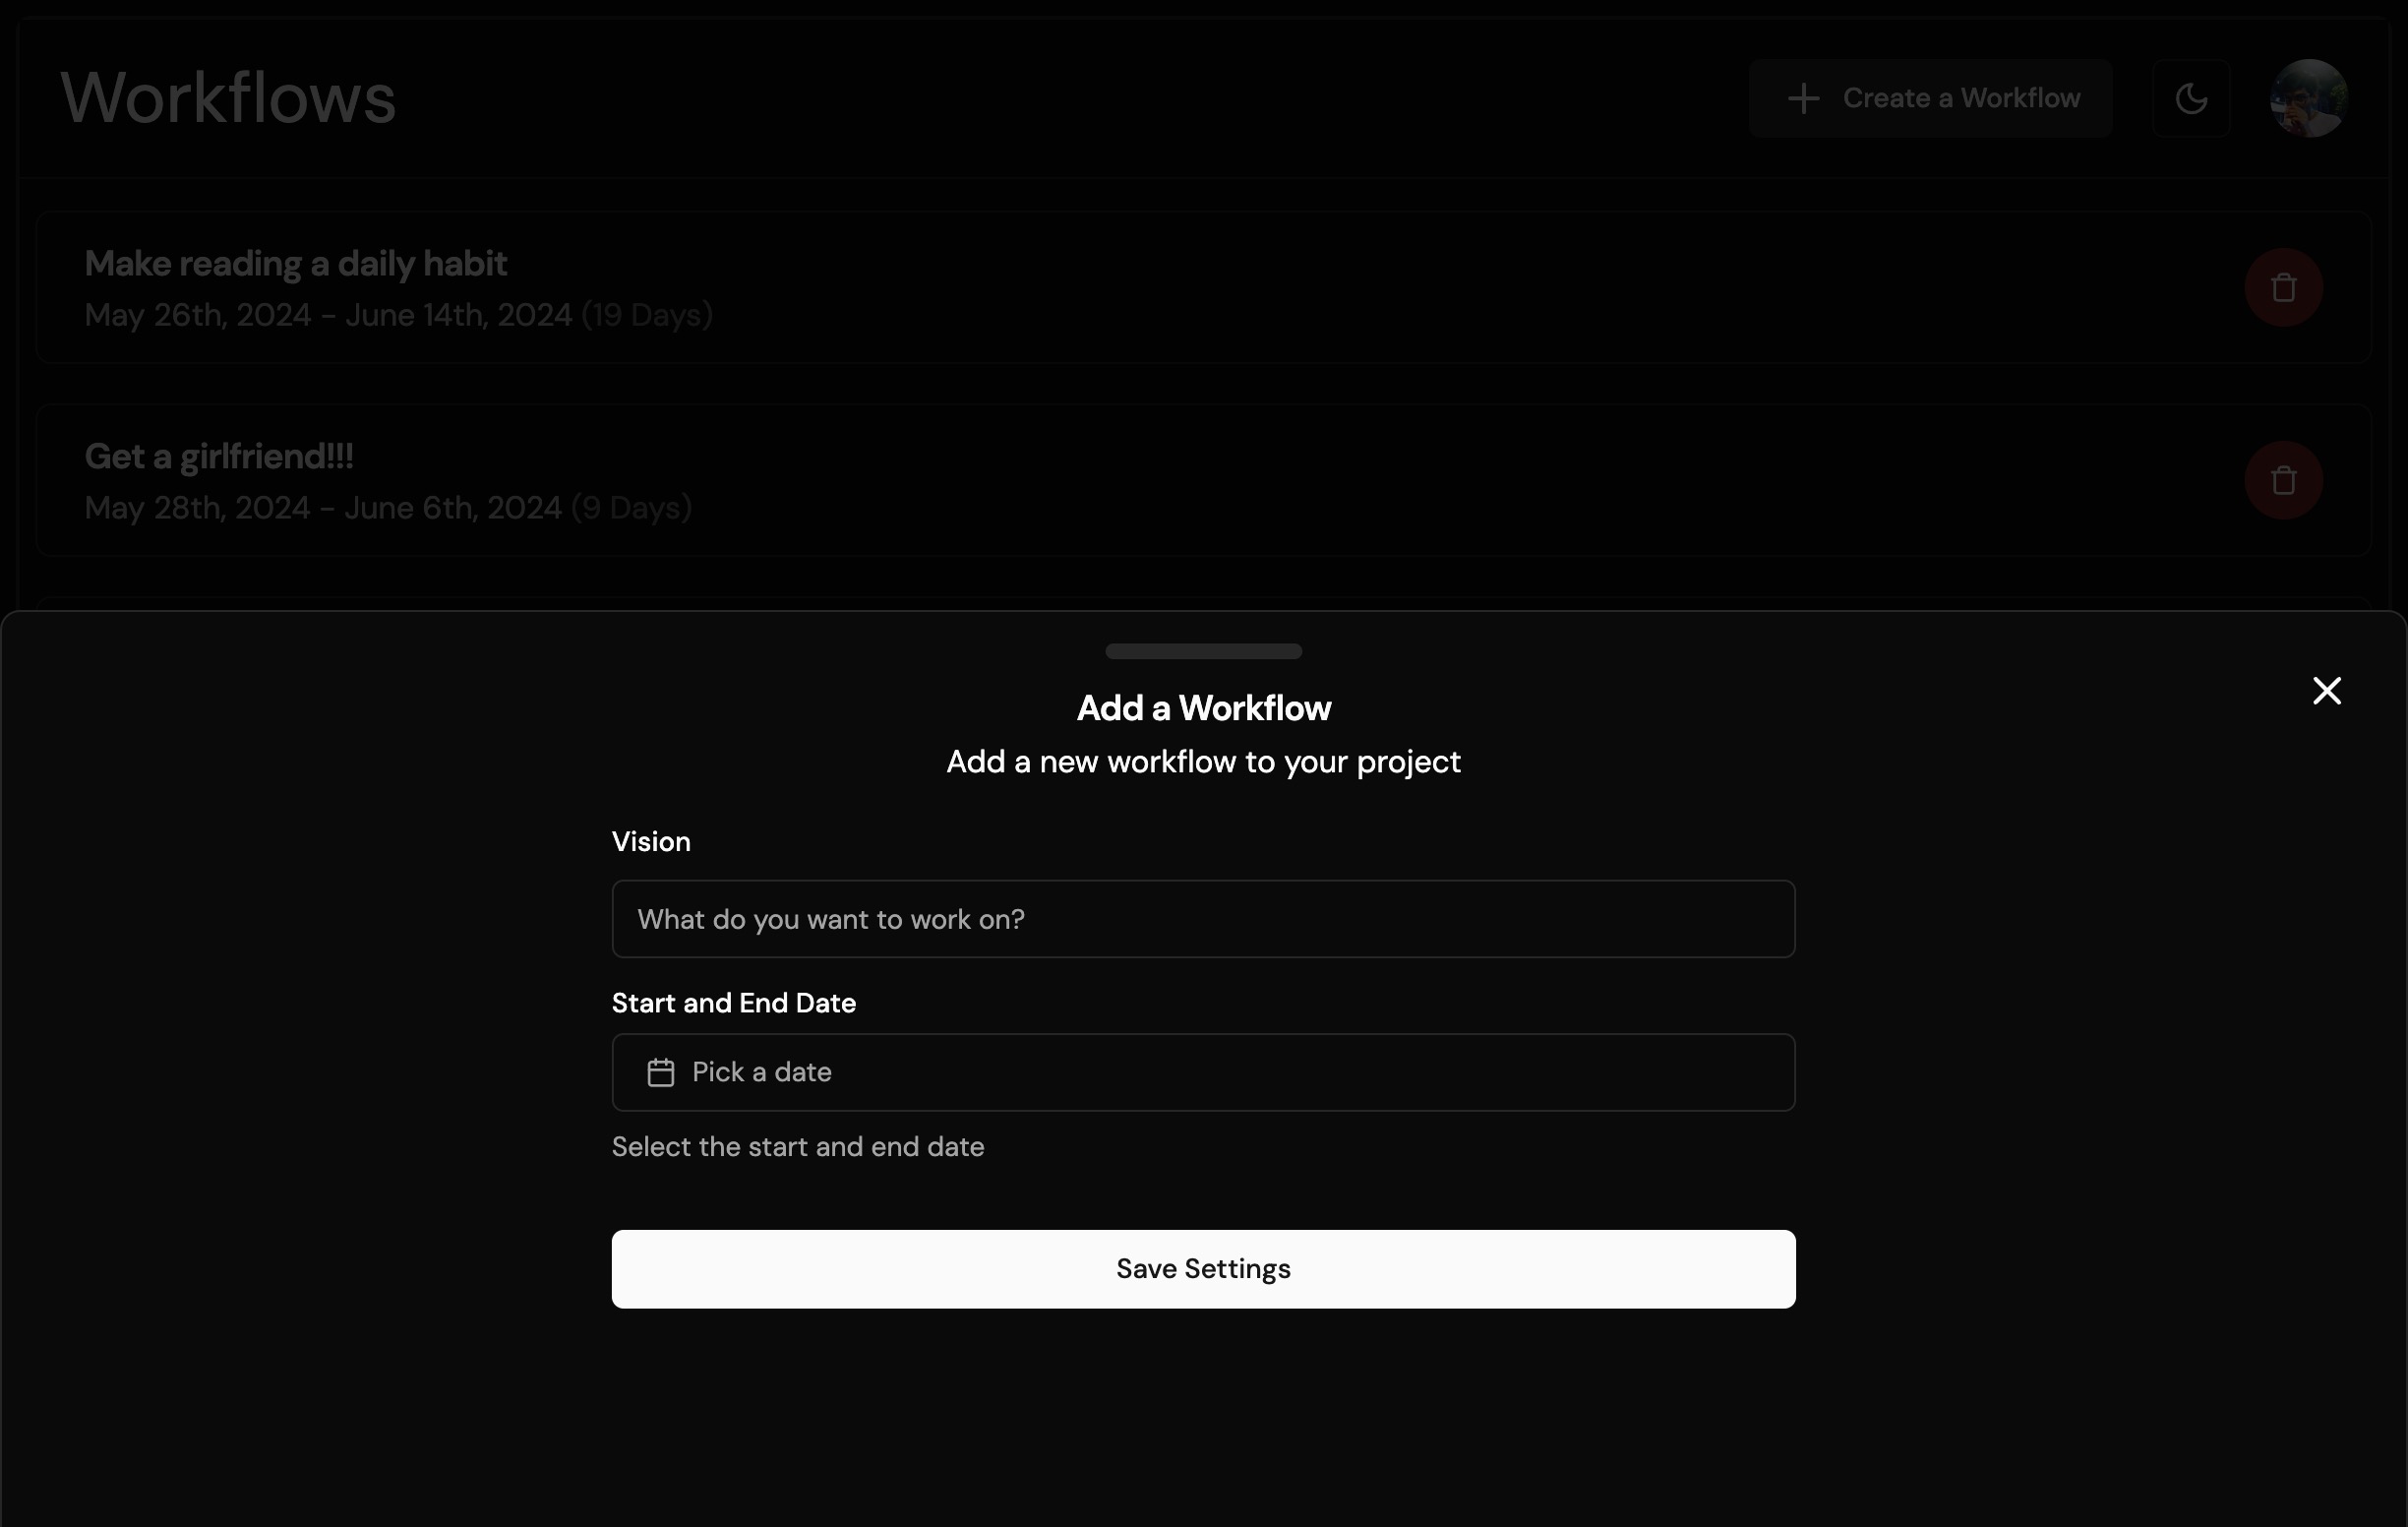 Workflows
Create a Workflow
Make reading a daily habit
May 26th, 2024 – June 14th, 2024 (19 Days)
Get a girlfriend!!!
May 28th, 2024 – June 6th, 2024 (9 Days)
Add a Workflow
Add a new workflow to your project
Vision
What do you want to work on?
Start and End Date
Pick a date
Select the start and end date
Save Settings